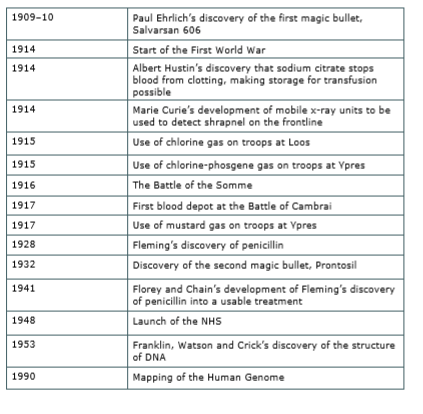 1909–10 Paul Ehrlich's discovery of the first magic bullet,
Salvarsan 606
1914 Start of the First World War
1914 Albert Hustin's discovery that sodium citrate stops
blood from clotting, making storage for transfusion
possible
1914 Marie Curie's development of mobile x-ray units to be
used to detect shrapnel on the frontline
1915 Use of chlorine gas on troops at Loos
1915 Use of chlorine-phosgene gas on troops at Ypres
1916 The Battle of the Somme
1917 First blood depot at the Battle of Cambrai
1917 Use of mustard gas on troops at Ypres
1928 Fleming's discovery of penicillin
1932 Discovery of the second magic bullet, Prontosil
1941 Florey and Chain's development of Fleming's discovery
of penicillin into a usable treatment
1948 Launch of the NHS
1953 Franklin, Watson and Crick's discovery of the structure
of DNA
1990 Mapping of the Human Genome